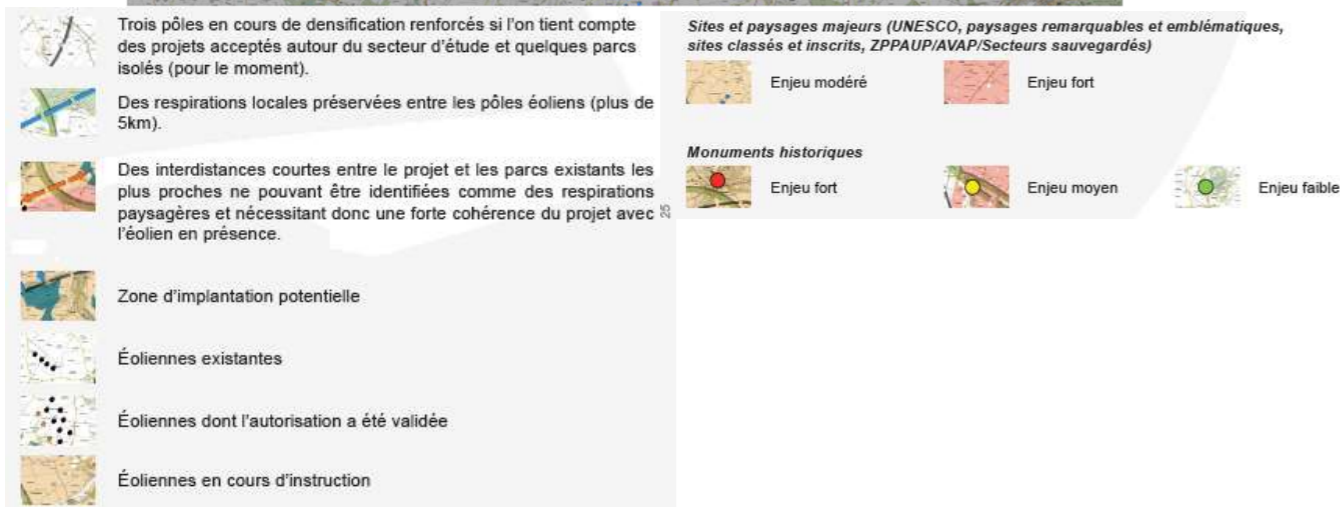 Trois pôles en cours de densification renforcés si l'on tient compte
des projets acceptés autour du secteur d'étude et quelques parcs
isolés (pour le moment).
Des respirations locales préservées entre les pôles éoliens (plus de
5km).
Des interdistances courtes entre le projet et les parcs existants les
plus proches ne pouvant être identifiées comme des respirations
paysagères et nécessitant donc une forte cohérence du projet avec
l'éolien en présence.
Zone d'implantation potentielle
Éoliennes existantes
Éoliennes dont l'autorisation a été validée
Éoliennes en cours d'instruction
25
Sites et paysages majeurs (UNESCO, paysages remarquables et emblématiques,
sites classés et inscrits, ZPPAUP/AVAP/Secteurs sauvegardés)
Enjeu modéré
Enjeu fort
Monuments historiques
Enjeu fort
Enjeu moyen
Enjeu faible